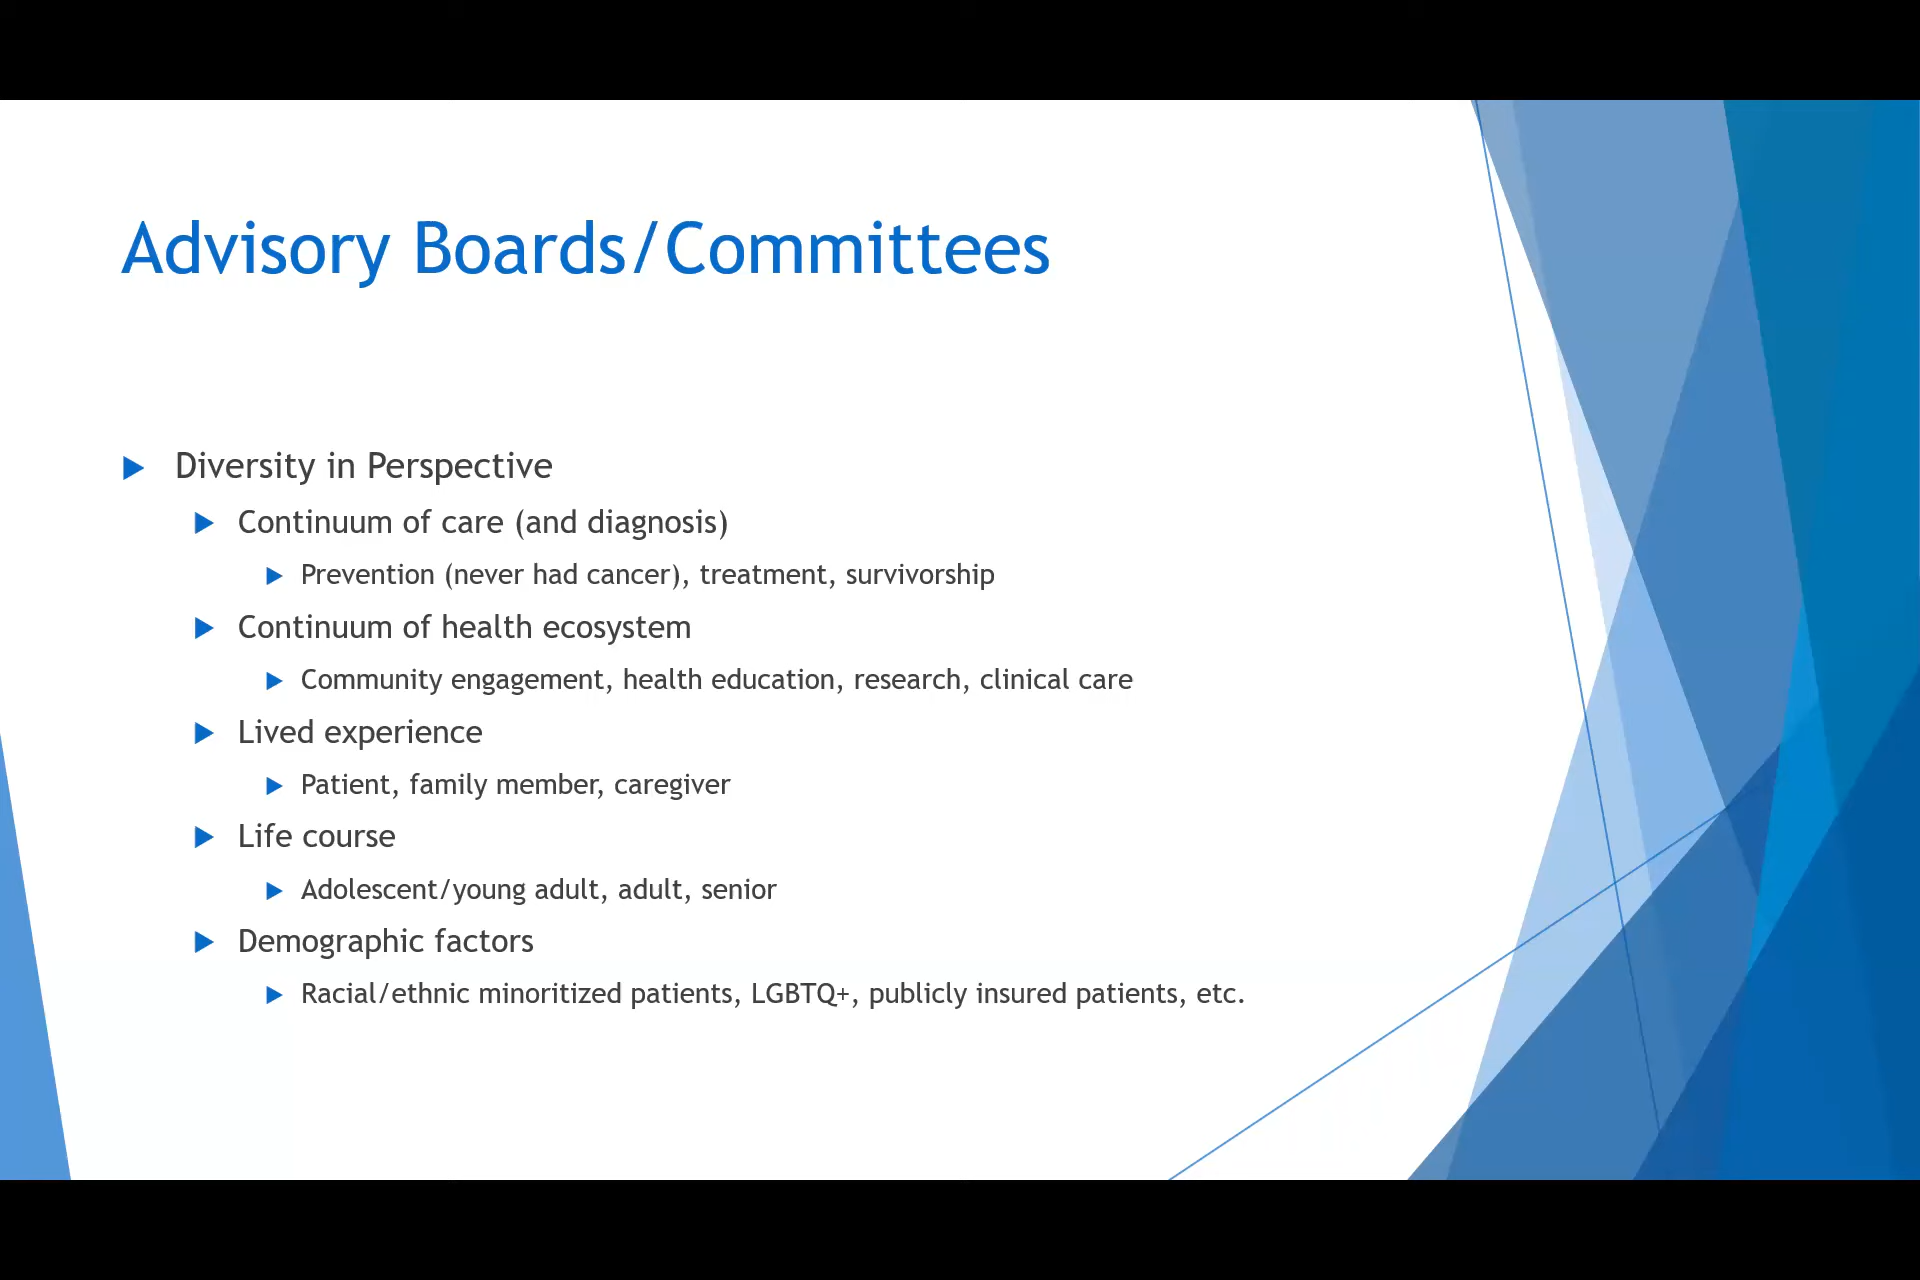 Advisory Boards/Committees
Diversity in Perspective
Continuum of care (and diagnosis)
Prevention (never had cancer), treatment, survivorship
Continuum of health ecosystem
Community engagement, health education, research, clinical care
Lived experience
Patient, family member, caregiver
Life course
Adolescent/young adult, adult, senior
Demographic factors
Racial/ethnic minoritized patients, LGBTQ+, publicly insured patients, etc.